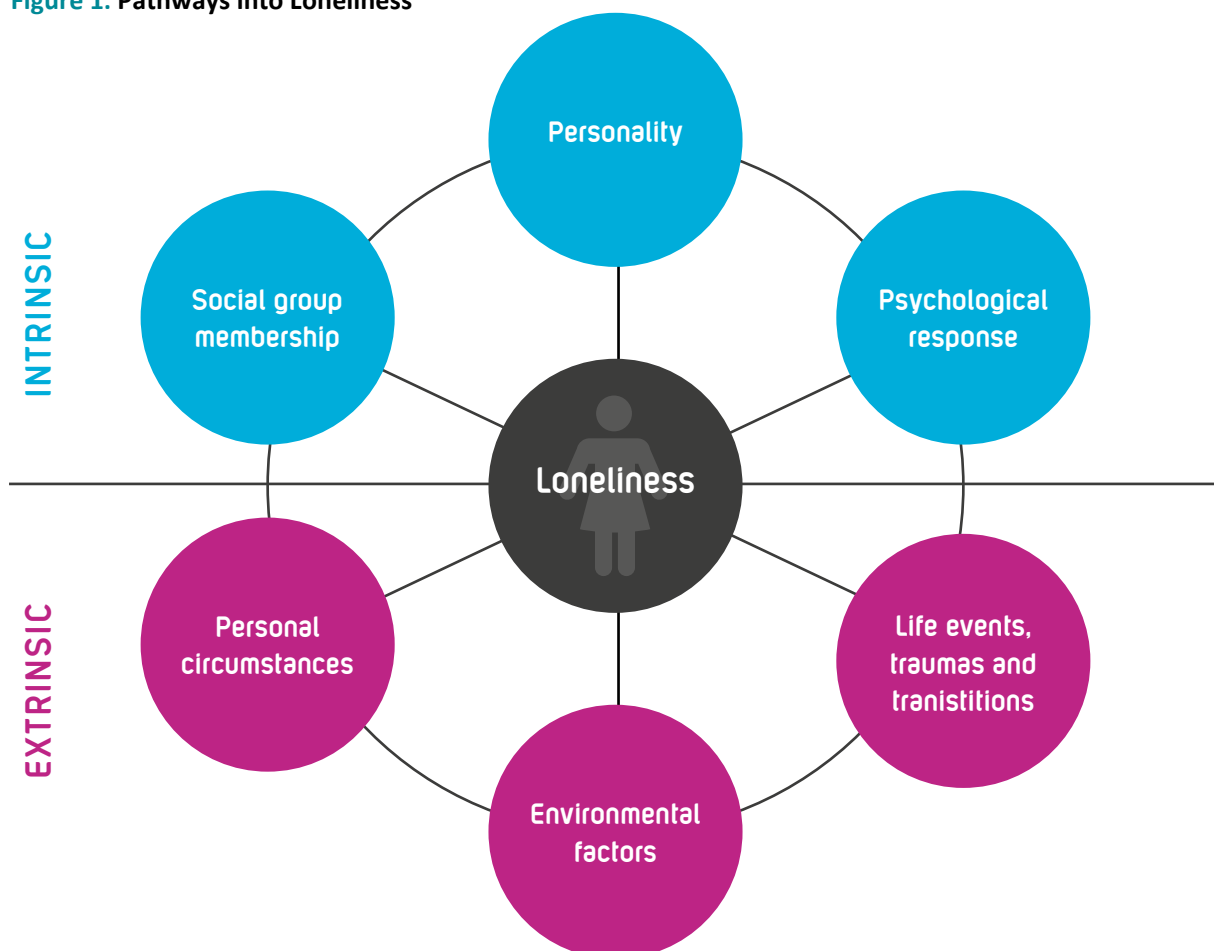 Figure 1. Pathways into Loneliness
INTRINSIC
Personality
Social group
membership
Psychological
response
Loneliness
EXTRINSIC
Personal
circumstances
Life events,
traumas and
tranistitions
Environmental
factors